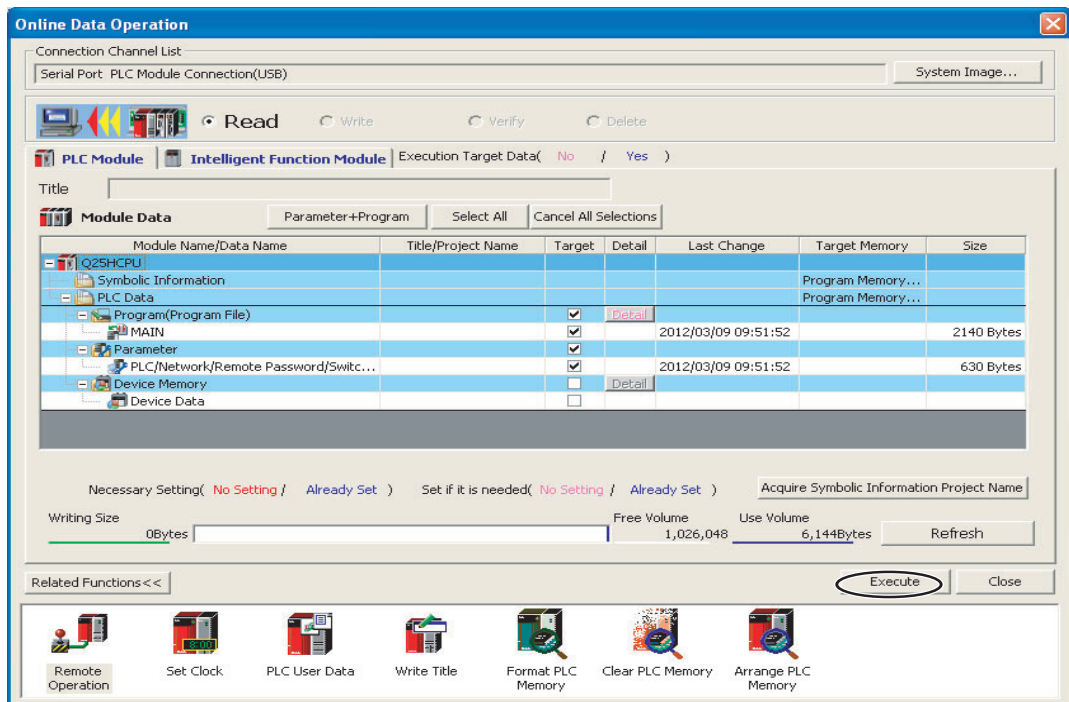 Online Data Operation
Connection Channel List
Serial Port PLC Module Connection(USB)
System Image...
Read Write Verify Delete
PLC Module Intelligent Function Module Execution Target Data( No / Yes )
Title
Module Data Parameter+Program Select All Cancel All Selections
Module Name/Data Name Title/Project Name Target Detail Last Change Target Memory Size
Q25HCPU
Symbolic Information Program Memory...
PLC Data Program Memory...
Program(Program File) Detail
MAIN 2012/03/09 09:51:52 2140 Bytes
Parameter
PLC/Network/Remote Password/Switc... 2012/03/09 09:51:52 630 Bytes
Device Memory Detail
Device Data
Necessary Setting( No Setting / Already Set ) Set if it is needed( No Setting / Already Set ) Acquire Symbolic Information Project Name
Writing Size Free Volume Use Volume
0Bytes 1,026,048 6,144Bytes Refresh
Related Functions<< Execute Close
8:00
Remote Operation Set Clock PLC User Data Write Title Format PLC Memory Clear PLC Memory Arrange PLC Memory